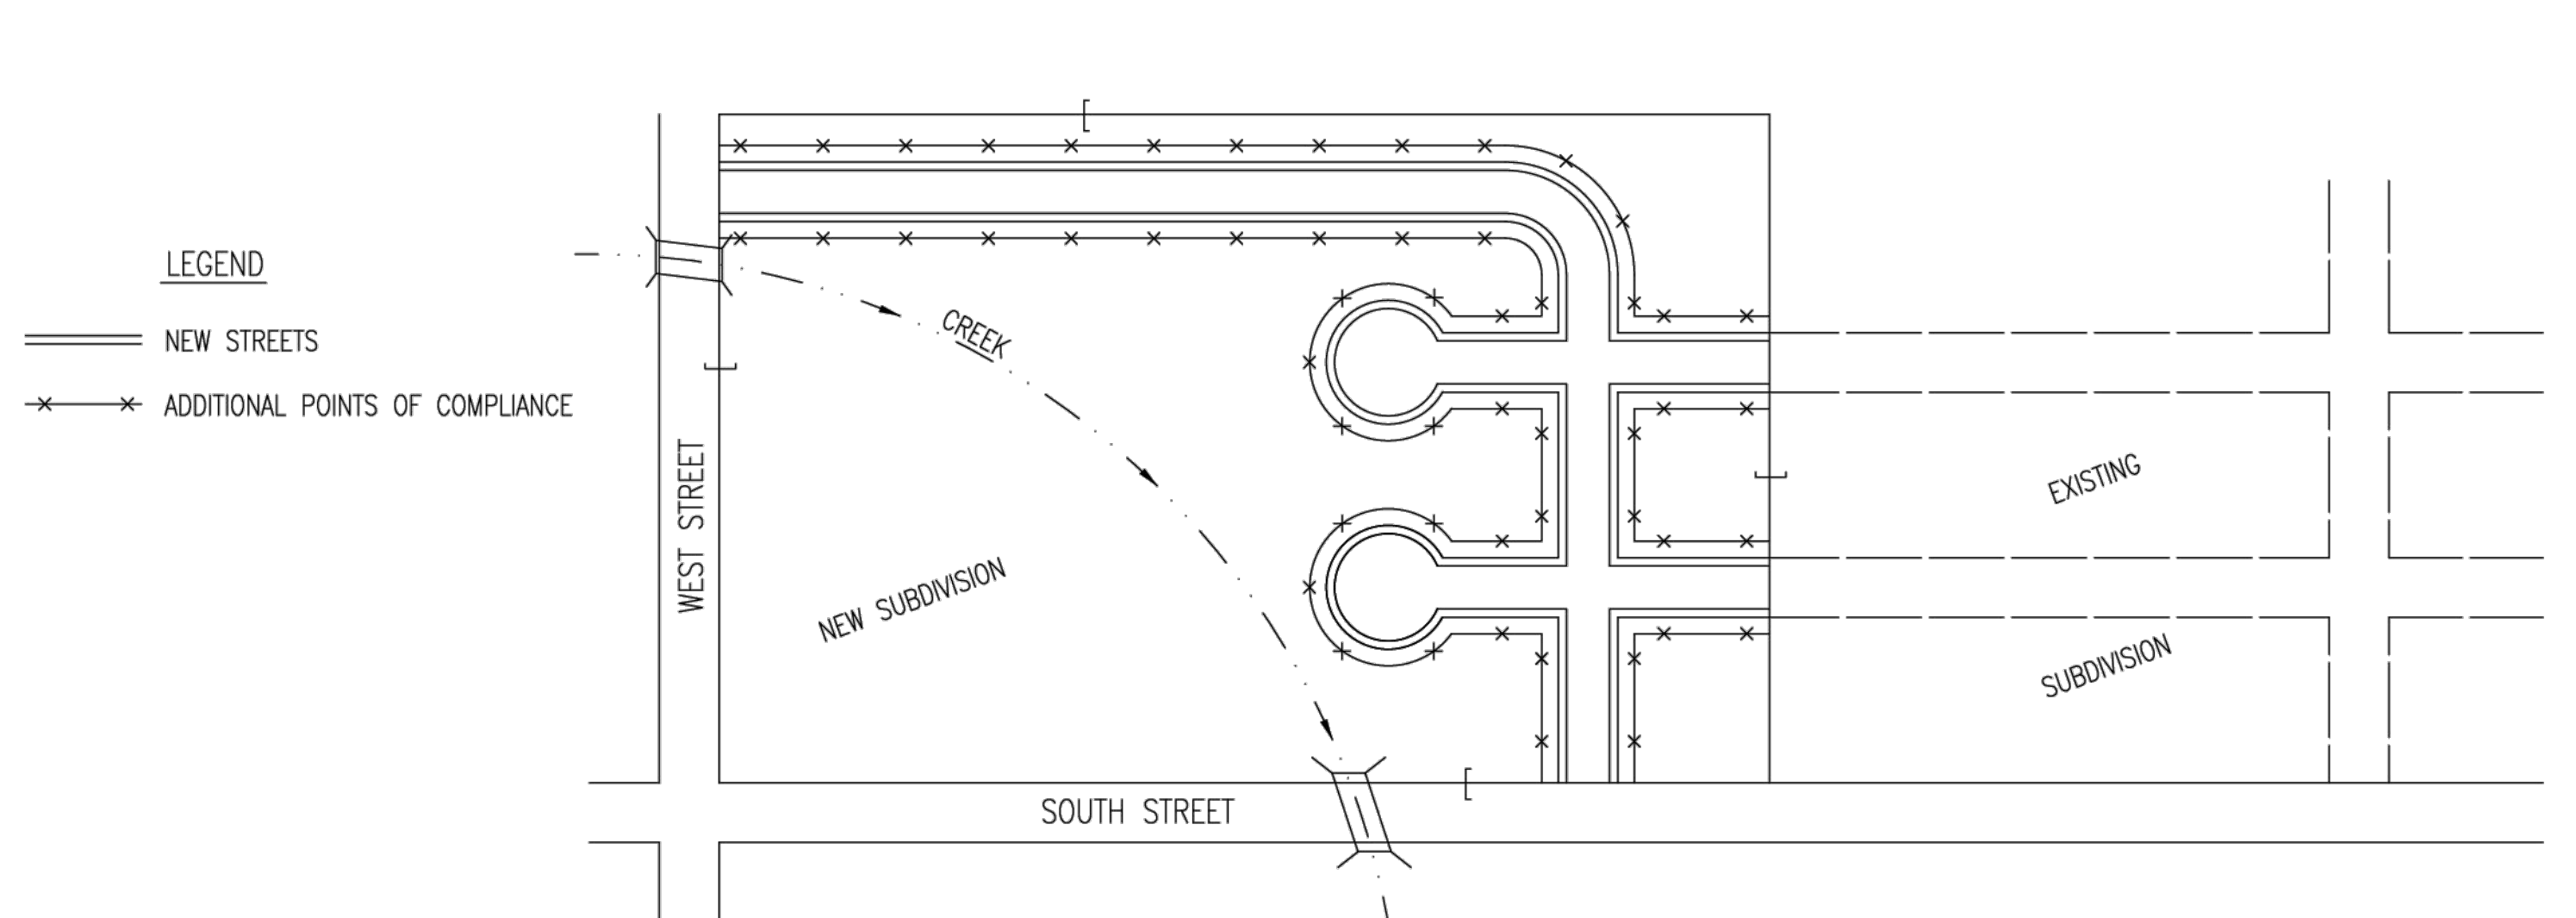 LEGEND
NEW STREETS
ADDITIONAL POINTS OF COMPLIANCE
CREEK
WEST STREET
NEW SUBDIVISION
SOUTH STREET
EXISTING
SUBDIVISION